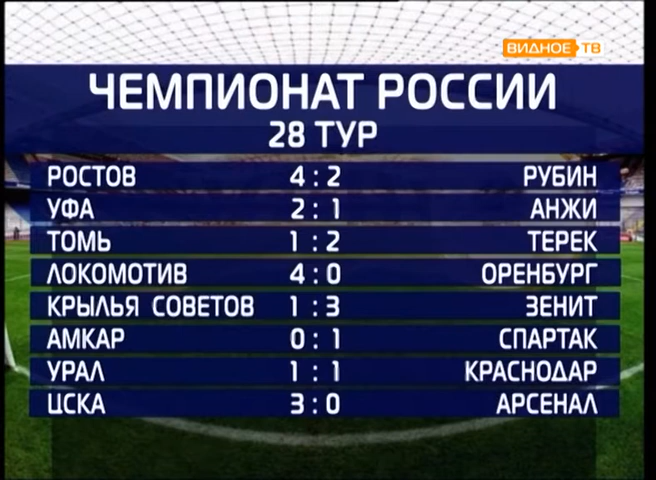 ВИДНОЕ ТВ
ЧЕМПИОНАТ РОССИИ
28 ТУР
РОСТОВ 4 : 2 РУБИН
УФА 2 : 1 АНЖИ
ТОМЬ 1 : 2 ТЕРЕК
ЛОКОМОТИВ 4 : 0 ОРЕНБУРГ
КРЫЛЬЯ СОВЕТОВ 1 : 3 ЗЕНИТ
АМКАР 0 : 1 СПАРТАК
УРАЛ 1 : 1 КРАСНОДАР
ЦСКА 3 : 0 АРСЕНАЛ